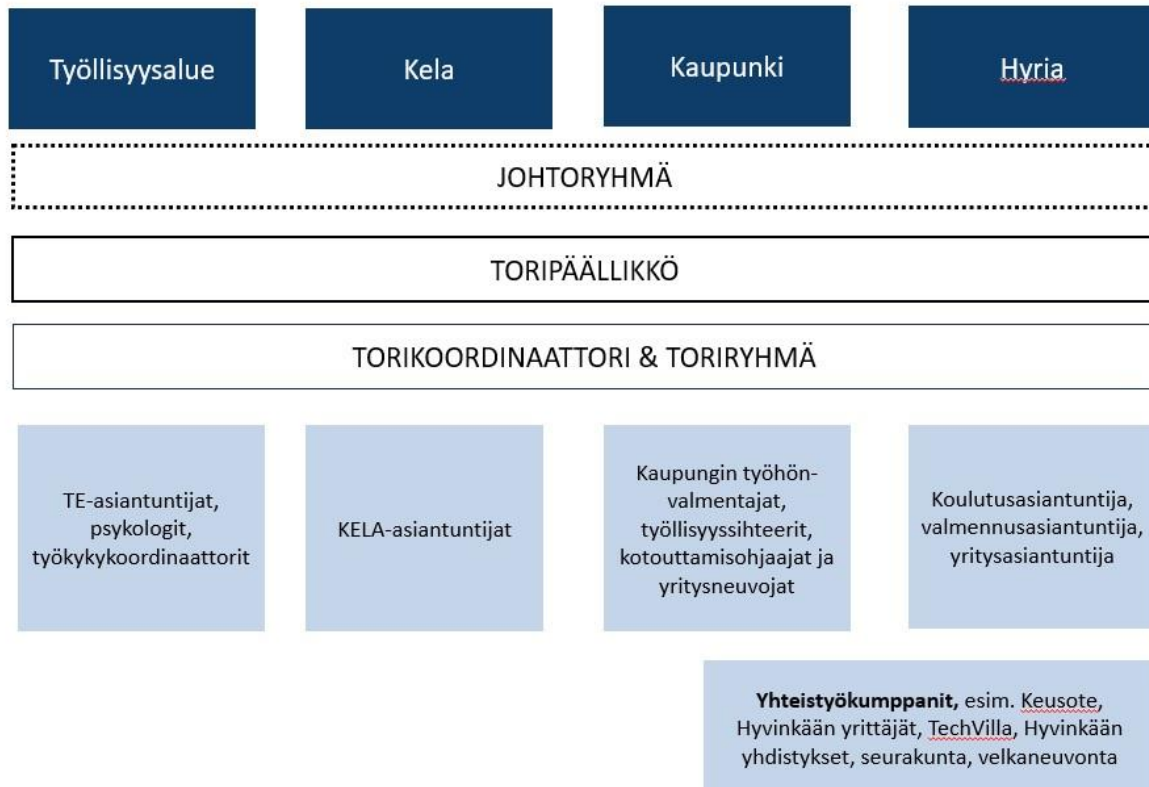 Työllisyysalue
Kela
Kaupunki
Hyria
JOHTORYHMÄ
TORIPÄÄLLIKKÖ
TORIKOORDINAATTORI & TORIRYHMÄ
TE-asiantuntijat,
psykologit,
työkykykoordinaattorit
KELA-asiantuntijat
Kaupungin työhön-
valmentajat,
työllisyyssihteerit,
kotouttamisohjaajat ja
yritysneuvojat
Koulutusasiantuntija,
valmennusasiantuntija,
yritysasiantuntija
Yhteistyökumppanit, esim. Keusote,
Hyvinkään yrittäjät, TechVilla, Hyvinkään
yhdistykset, seurakunta, velkaneuvonta